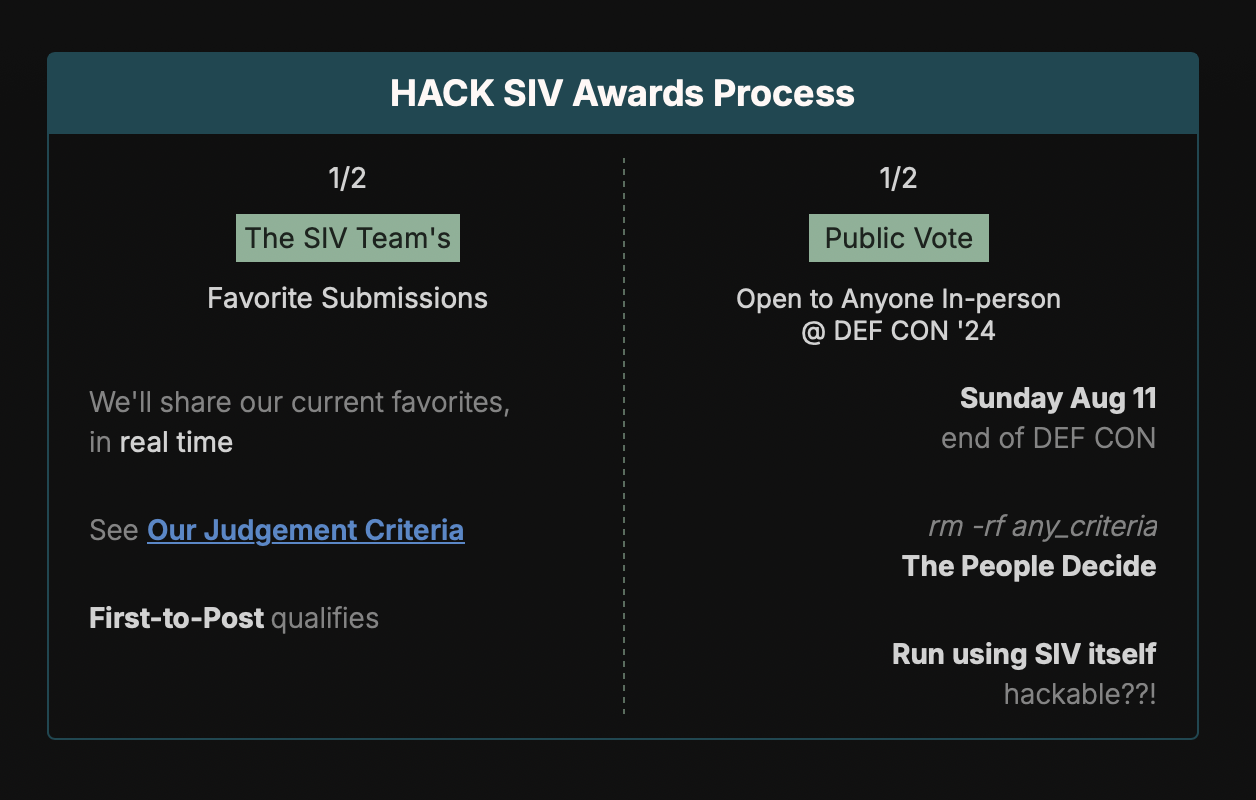 HACK SIV Awards Process
1/2
The SIV Team's
Favorite Submissions
We'll share our current favorites,
in real time
See Our Judgement Criteria
First-to-Post qualifies
1/2
Public Vote
Open to Anyone In-person
@ DEF CON '24
Sunday Aug 11
end of DEF CON
rm -rf any_criteria
The People Decide
Run using SIV itself
hackable??!